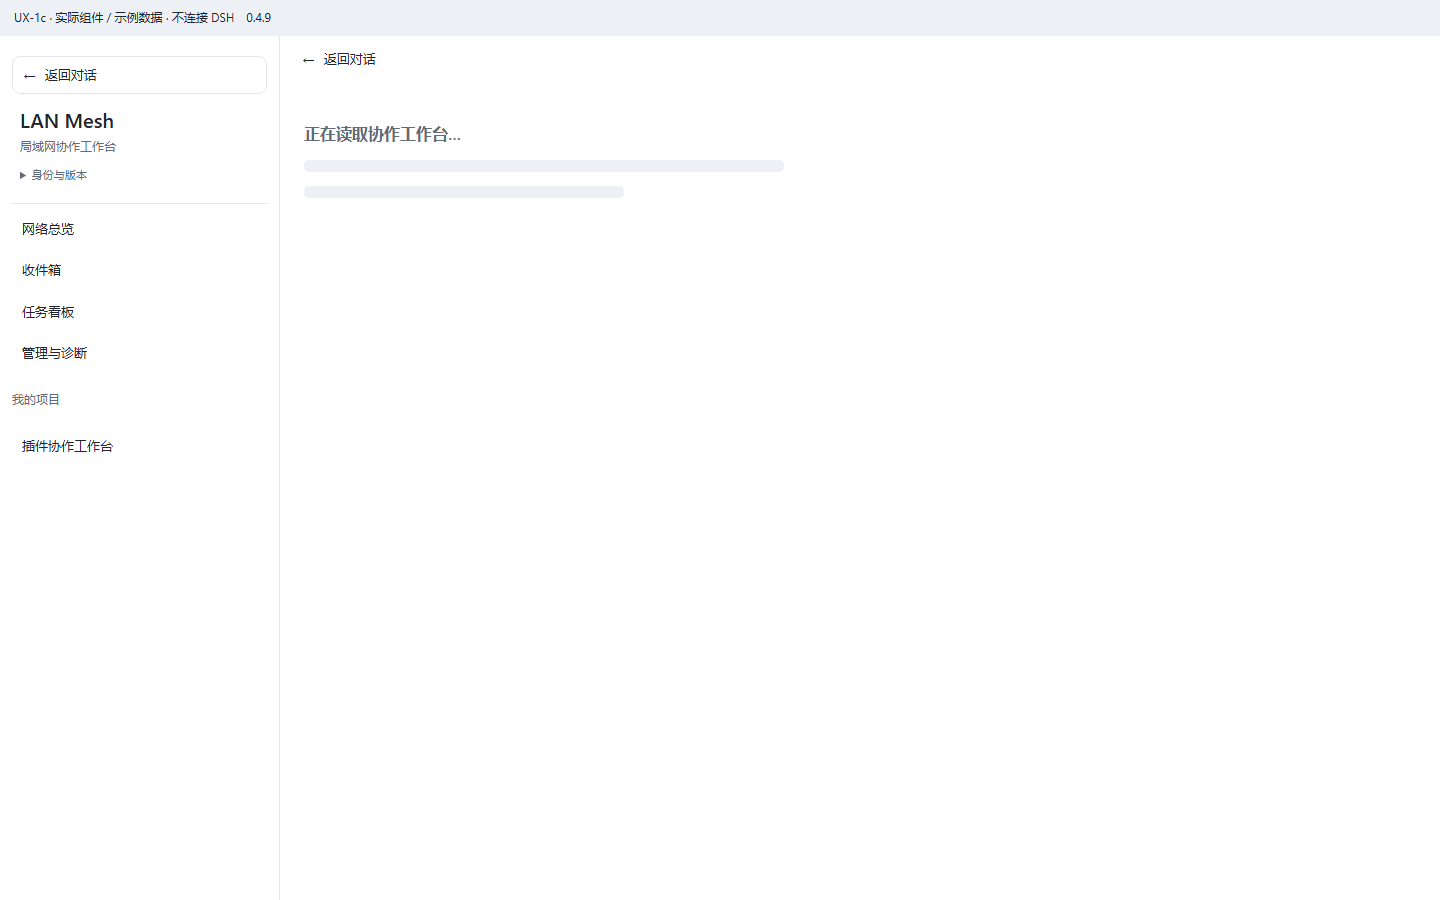 UX-1c · 实际组件 / 示例数据 · 不连接 DSH 0.4.9
← 返回对话
LAN Mesh
局域网协作工作台
▶ 身份与版本
网络总览
收件箱
任务看板
管理与诊断
我的项目
插件协作工作台
← 返回对话
正在读取协作工作台...